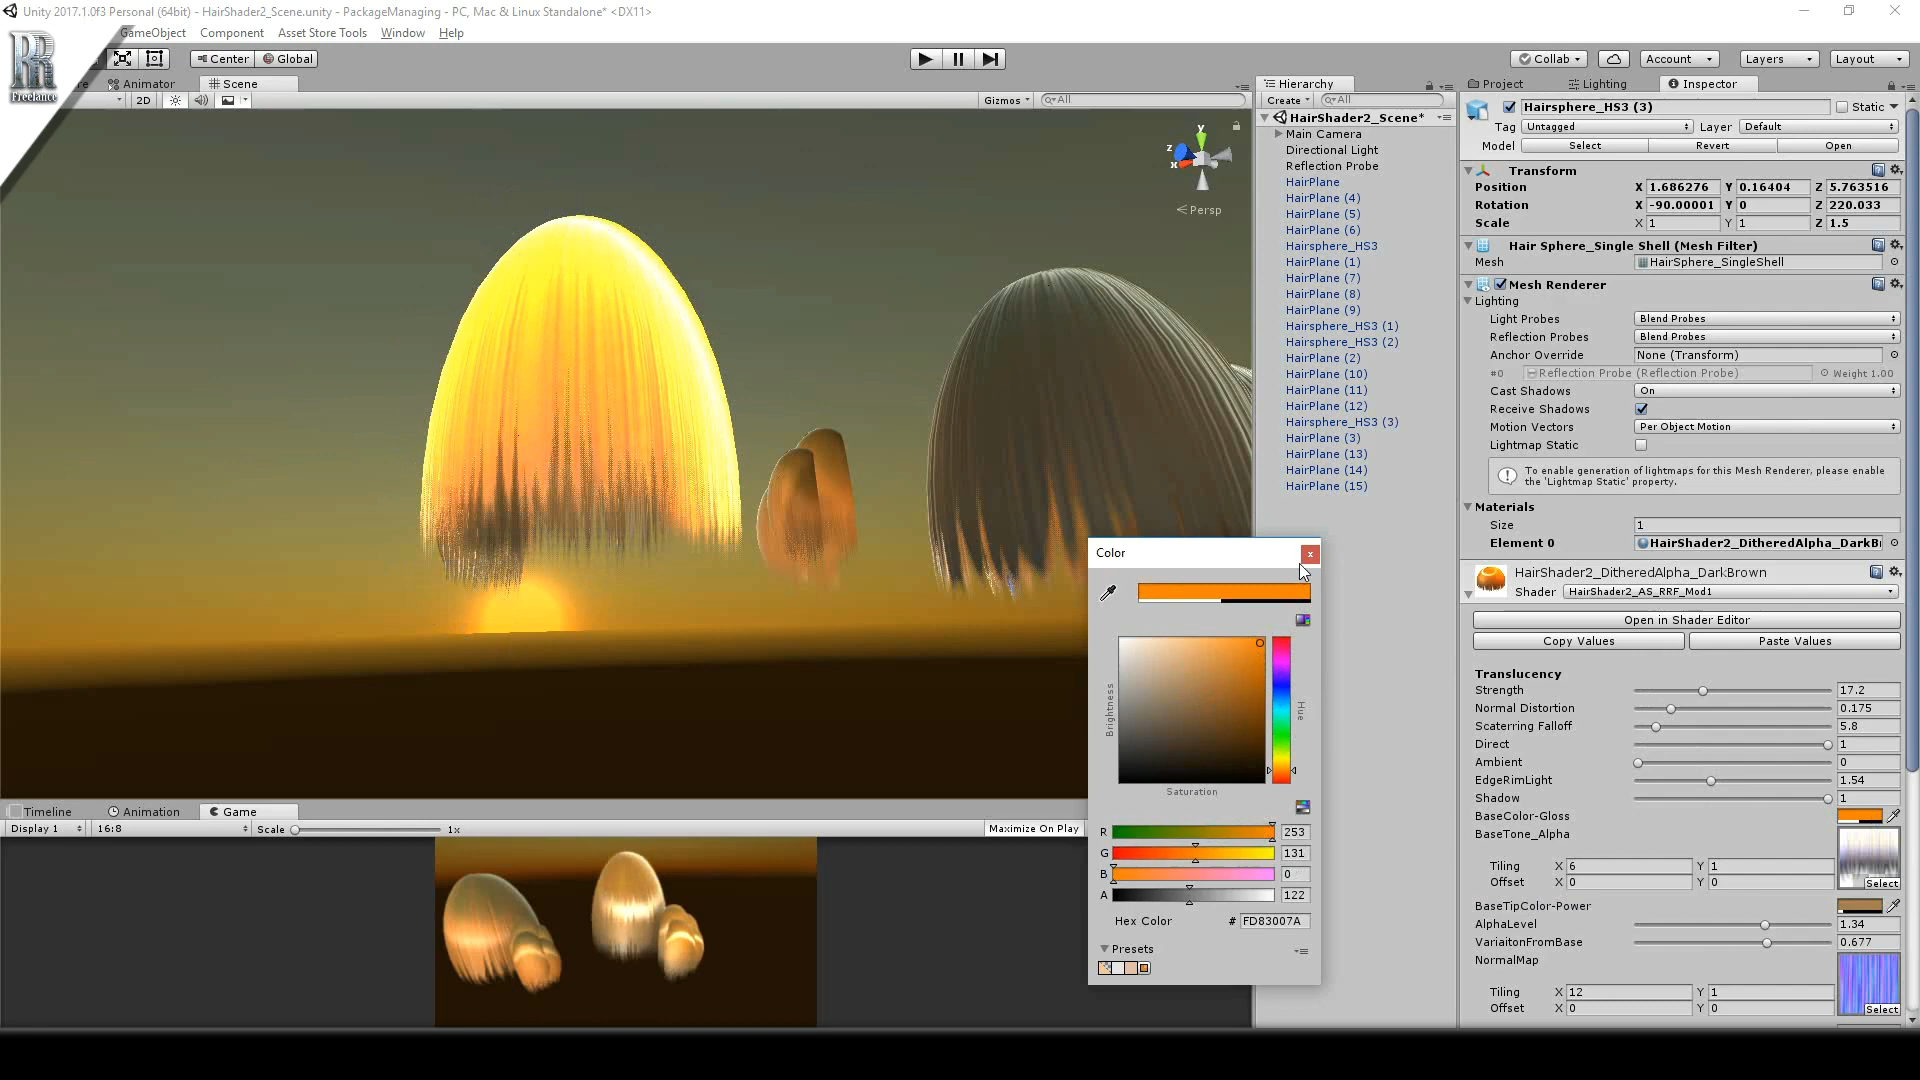 Unity 2017.1.0f3 Personal (64bit) - HairShader2_Scene.unity - PackageManaging - PC, Mac & Linux Standalone* <DX11>
GameObject Component Asset Store Tools Window Help
RR
Freelance
Center Global
Collab Account Layers Layout
Animator Scene
2D Gizmos All
y
z
x
Persp
Hierarchy
Create All
HairShader2_Scene*
Main Camera
Directional Light
Reflection Probe
HairPlane
HairPlane (4)
HairPlane (5)
HairPlane (6)
Hairsphere_HS3
HairPlane (1)
HairPlane (7)
HairPlane (8)
HairPlane (9)
Hairsphere_HS3 (1)
Hairsphere_HS3 (2)
HairPlane (2)
HairPlane (10)
HairPlane (11)
HairPlane (12)
Hairsphere_HS3 (3)
HairPlane (3)
HairPlane (13)
HairPlane (14)
HairPlane (15)
Project Lighting Inspector
Hairsphere_HS3 (3) Static
Tag Untagged Layer Default
Model Select Revert Open
Transform
Position X 1.686276 Y 0.16404 Z 5.763516
Rotation X -90.00001 Y 0 Z 220.033
Scale X 1 Y 1 Z 1.5
Hair Sphere_Single Shell (Mesh Filter)
Mesh HairSphere_SingleShell
Mesh Renderer
Lighting
Light Probes Blend Probes
Reflection Probes Blend Probes
Anchor Override None (Transform)
#0 Reflection Probe (Reflection Probe) Weight 1.00
Cast Shadows On
Receive Shadows
Motion Vectors Per Object Motion
Lightmap Static
To enable generation of lightmaps for this Mesh Renderer, please enable
the 'Lightmap Static' property.
Materials
Size 1
Element 0 HairShader2_DitheredAlpha_DarkB
HairShader2_DitheredAlpha_DarkBrown
Shader HairShader2_AS_RRF_Mod1
Open in Shader Editor
Copy Values Paste Values
Translucency
Strength 17.2
Normal Distortion 0.175
Scaterring Falloff 5.8
Direct 1
Ambient 0
EdgeRimLight 1.54
Shadow 1
BaseColor-Gloss
BaseTone_Alpha
Tiling X 6 Y 1
Offset X 0 Y 0
Select
BaseTipColor-Power
AlphaLevel 1.34
VariaitonFromBase 0.677
NormalMap
Tiling X 12 Y 1
Offset X 0 Y 0
Select
Color
x
Brightness
Hue
Saturation
R 253
G 131
B 0
A 122
Hex Color # FD83007A
Presets
Timeline Animation Game
Display 1 16:8 Scale 1x Maximize On Play